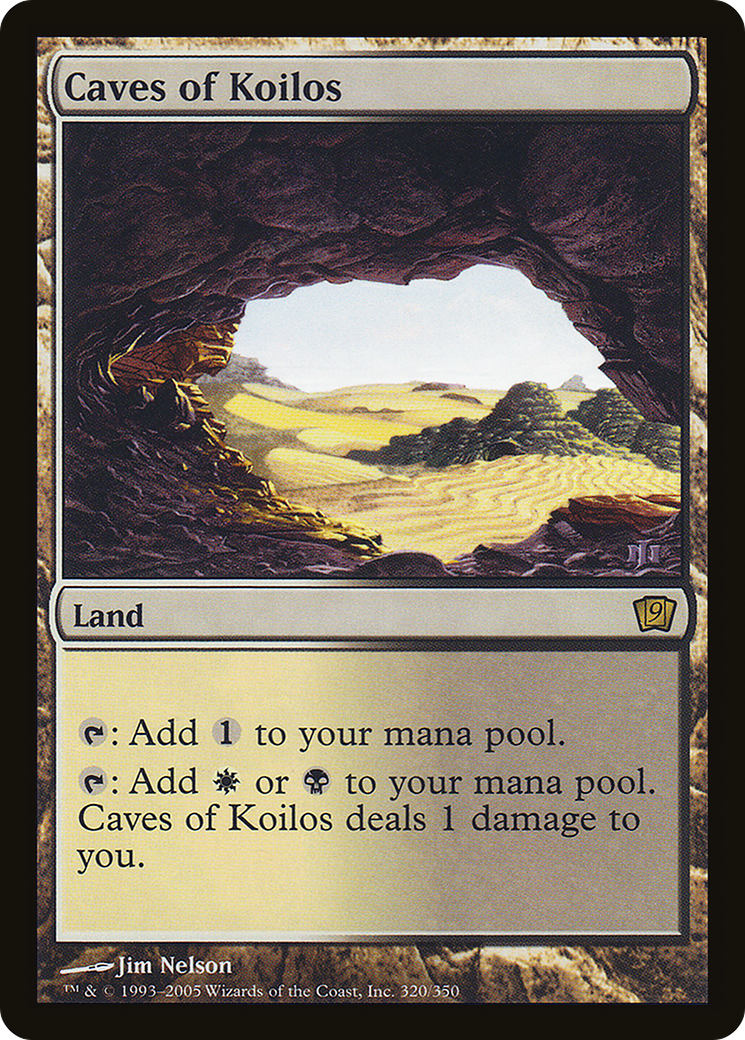 Caves of Koilos
Land
9
: Add 1 to your mana pool.
: Add or to your mana pool.
Caves of Koilos deals 1 damage to
you.
Jim Nelson
™ & © 1993–2005 Wizards of the Coast, Inc. 320/350